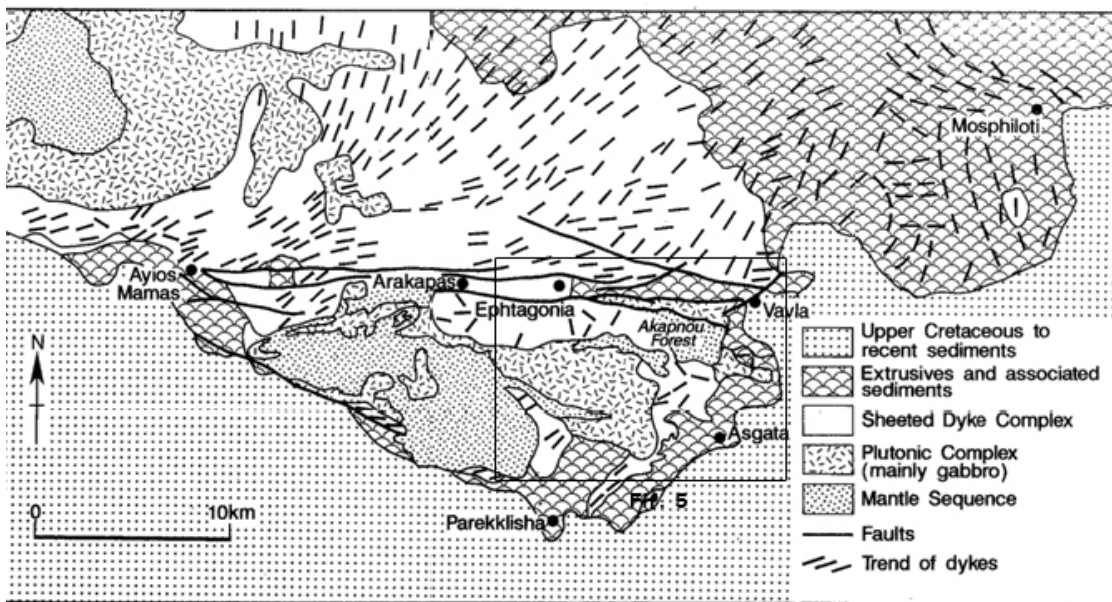 Mosphiloti
Ayios
Mamas
Arakapas
Ephtagonia
Akapnou
Forest
Vavla
N
Asgata
Parekklisha
0
10km
Upper Cretaceous to
recent sediments
Extrusives and associated
sediments
Sheeted Dyke Complex
Plutonic Complex
(mainly gabbro)
Mantle Sequence
Faults
Trend of dykes
5